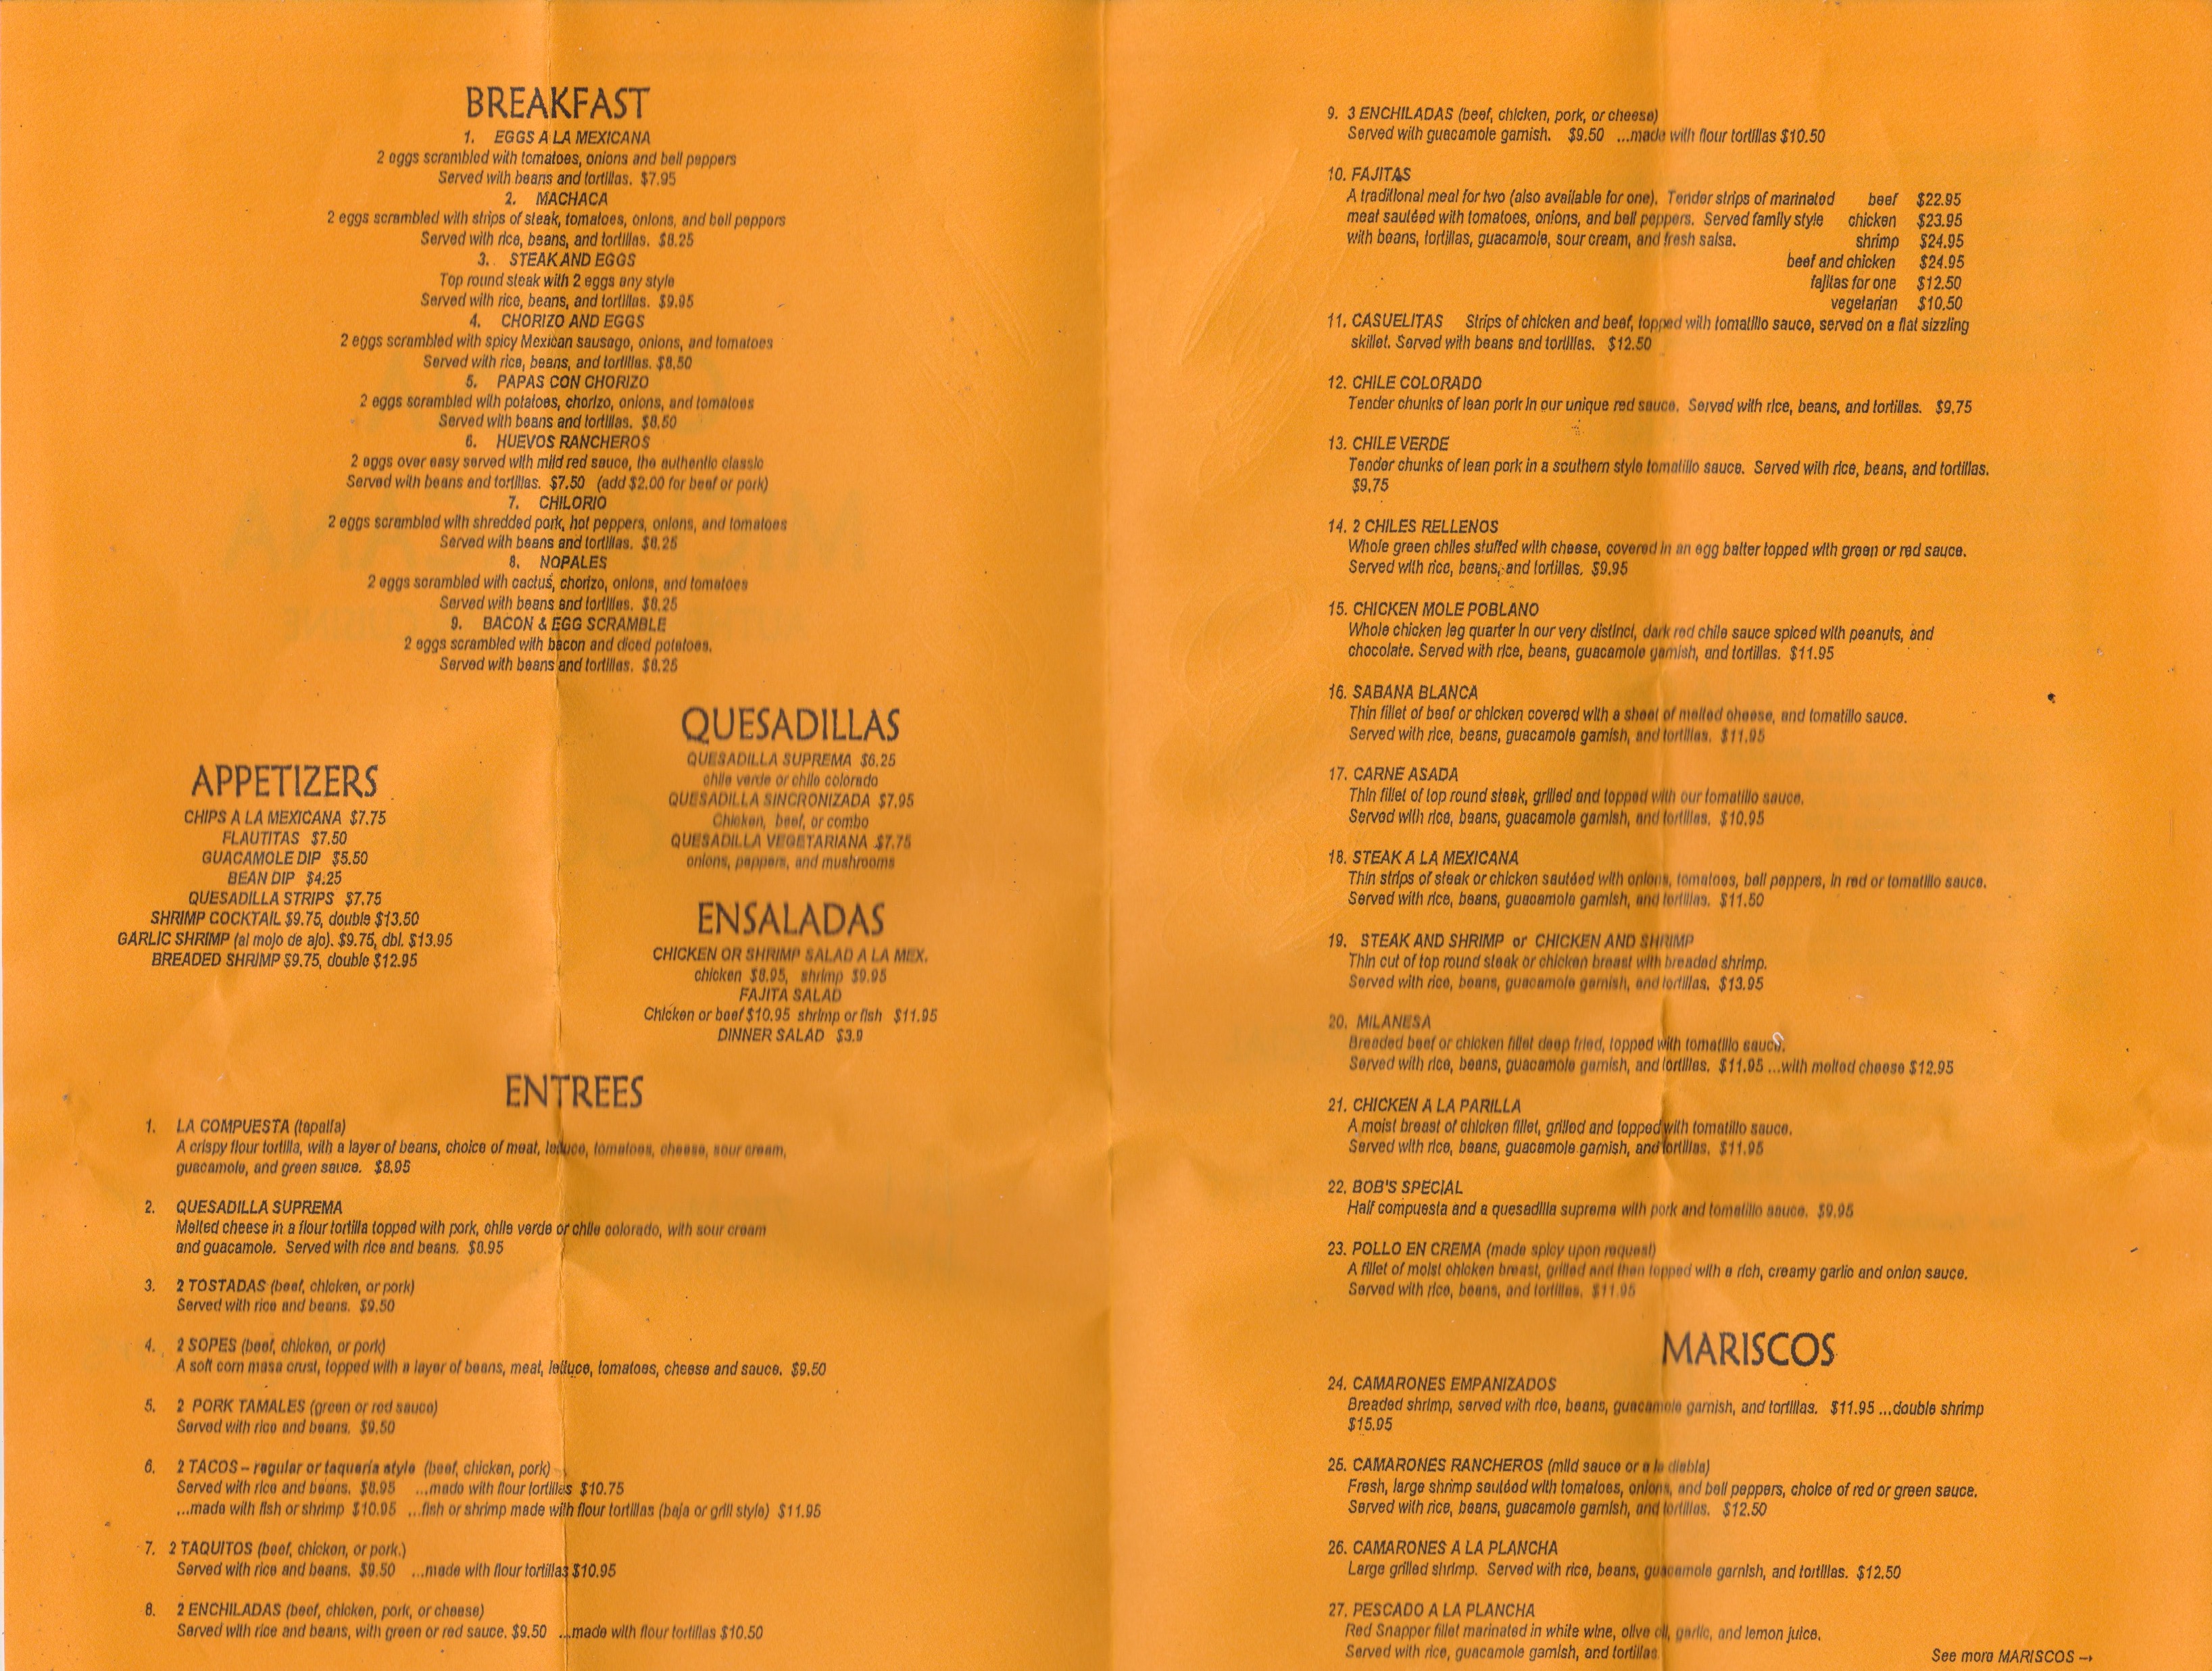 BREAKFAST
1. EGGS A LA MEXICANA
2 eggs scrambled with tomatoes, onions and bell peppers
Served with beans and tortillas. $7.95
2. MACHACA
2 eggs scrambled with strips of steak, tomatoes, onions, and bell peppers
Served with rice, beans, and tortillas. $8.25
3. STEAK AND EGGS
Top round steak with 2 eggs any style
Served with rice, beans, and tortillas. $9.95
4. CHORIZO AND EGGS
2 eggs scrambled with spicy Mexican sausage, onions, and tomatoes
Served with rice, beans, and tortillas. $8.50
5. PAPAS CON CHORIZO
2 eggs scrambled with potatoes, chorizo, onions, and tomatoes
Served with beans and tortillas. $8.50
6. HUEVOS RANCHEROS
2 eggs over easy served with mild red sauce, the authentic classic
Served with beans and tortillas. $7.50 (add $2.00 for beef or pork)
7. CHILORIO
2 eggs scrambled with shredded pork, hot peppers, onions, and tomatoes
Served with beans and tortillas. $8.25
8. NOPALES
2 eggs scrambled with cactus, chorizo, onions, and tomatoes
Served with beans and tortillas. $8.25
9. BACON & EGG SCRAMBLE
2 eggs scrambled with bacon and diced potatoes.
Served with beans and tortillas. $8.25
APPETIZERS
CHIPS A LA MEXICANA $7.75
FLAUTITAS $7.50
GUACAMOLE DIP $5.50
BEAN DIP $4.25
QUESADILLA STRIPS $7.75
SHRIMP COCKTAIL $9.75, double $13.50
GARLIC SHRIMP (al mojo de ajo). $9.75, dbl. $13.95
BREADED SHRIMP $9.75, double $12.95
QUESADILLAS
QUESADILLA SUPREMA $6.25
chile verde or chile colorado
QUESADILLA SINCRONIZADA $7.95
Chicken, beef, or combo
QUESADILLA VEGETARIANA $7.75
onions, peppers, and mushrooms
ENSALADAS
CHICKEN OR SHRIMP SALAD A LA MEX.
chicken $8.95, shrimp $9.95
FAJITA SALAD
Chicken or beef $10.95 shrimp or fish $11.95
DINNER SALAD $3.9
ENTREES
1. LA COMPUESTA (tapatía)
A crispy flour tortilla, with a layer of beans, choice of meat, lettuce, tomatoes, cheese, sour cream,
guacamole, and green sauce. $8.95
2. QUESADILLA SUPREMA
Melted cheese in a flour tortilla topped with pork, chile verde or chile colorado, with sour cream
and guacamole. Served with rice and beans. $8.95
3. 2 TOSTADAS (beef, chicken, or pork)
Served with rice and beans. $9.50
4. 2 SOPES (beef, chicken, or pork)
A soft corn masa crust, topped with a layer of beans, meat, lettuce, tomatoes, cheese and sauce. $9.50
5. 2 PORK TAMALES (green or red sauce)
Served with rice and beans. $9.50
6. 2 TACOS – regular or taquería style (beef, chicken, pork)
Served with rice and beans. $8.95 ...made with flour tortillas $10.75
...made with fish or shrimp $10.95 ...fish or shrimp made with flour tortillas (baja or grill style) $11.95
7. 2 TAQUITOS (beef, chicken, or pork.)
Served with rice and beans. $9.50 ...made with flour tortillas $10.95
8. 2 ENCHILADAS (beef, chicken, pork, or cheese)
Served with rice and beans, with green or red sauce. $9.50 ...made with flour tortillas $10.50
9. 3 ENCHILADAS (beef, chicken, pork, or cheese)
Served with guacamole garnish. $9.50 ...made with flour tortillas $10.50
10. FAJITAS
A traditional meal for two (also available for one). Tender strips of marinated beef $22.95
meat sautéed with tomatoes, onions, and bell peppers. Served family style chicken $23.95
with beans, tortillas, guacamole, sour cream, and fresh salsa. shrimp $24.95
beef and chicken $24.95
fajitas for one $12.50
vegetarian $10.50
11. CASUELITAS Strips of chicken and beef, topped with tomatillo sauce, served on a flat sizzling
skillet. Served with beans and tortillas. $12.50
12. CHILE COLORADO
Tender chunks of lean pork in our unique red sauce. Served with rice, beans, and tortillas. $9.75
13. CHILE VERDE
Tender chunks of lean pork in a southern style tomatillo sauce. Served with rice, beans, and tortillas.
$9.75
14. 2 CHILES RELLENOS
Whole green chiles stuffed with cheese, covered in an egg batter topped with green or red sauce.
Served with rice, beans, and tortillas. $9.95
15. CHICKEN MOLE POBLANO
Whole chicken leg quarter in our very distinct, dark red chile sauce spiced with peanuts, and
chocolate. Served with rice, beans, guacamole garnish, and tortillas. $11.95
16. SABANA BLANCA
Thin fillet of beef or chicken covered with a sheet of melted cheese, and tomatillo sauce.
Served with rice, beans, guacamole garnish, and tortillas. $11.95
17. CARNE ASADA
Thin fillet of top round steak, grilled and topped with our tomatillo sauce.
Served with rice, beans, guacamole garnish, and tortillas. $10.95
18. STEAK A LA MEXICANA
Thin strips of steak or chicken sautéed with onions, tomatoes, bell peppers, in red or tomatillo sauce.
Served with rice, beans, guacamole garnish, and tortillas. $11.50
19. STEAK AND SHRIMP or CHICKEN AND SHRIMP
Thin cut of top round steak or chicken breast with breaded shrimp.
Served with rice, beans, guacamole garnish, and tortillas. $13.95
20. MILANESA
Breaded beef or chicken fillet deep fried, topped with tomatillo sauce.
Served with rice, beans, guacamole garnish, and tortillas. $11.95 ...with melted cheese $12.95
21. CHICKEN A LA PARILLA
A moist breast of chicken fillet, grilled and topped with tomatillo sauce.
Served with rice, beans, guacamole garnish, and tortillas. $11.95
22. BOB'S SPECIAL
Half compuesta and a quesadilla suprema with pork and tomatillo sauce. $9.95
23. POLLO EN CREMA (made spicy upon request)
A fillet of moist chicken breast, grilled and then topped with a rich, creamy garlic and onion sauce.
Served with rice, beans, and tortillas. $11.95
MARISCOS
24. CAMARONES EMPANIZADOS
Breaded shrimp, served with rice, beans, guacamole garnish, and tortillas. $11.95 ...double shrimp
$15.95
25. CAMARONES RANCHEROS (mild sauce or a la diabla)
Fresh, large shrimp sautéed with tomatoes, onions, and bell peppers, choice of red or green sauce.
Served with rice, beans, guacamole garnish, and tortillas. $12.50
26. CAMARONES A LA PLANCHA
Large grilled shrimp. Served with rice, beans, guacamole garnish, and tortillas. $12.50
27. PESCADO A LA PLANCHA
Red Snapper fillet marinated in white wine, olive oil, garlic, and lemon juice.
Served with rice, guacamole garnish, and tortillas
See more MARISCOS →